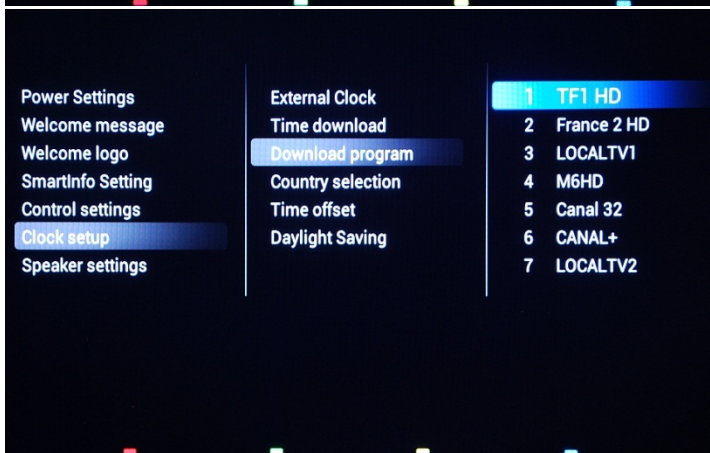 Power Settings
Welcome message
Welcome logo
SmartInfo Setting
Control settings
Clock setup
Speaker settings
External Clock
Time download
Download program
Country selection
Time offset
Daylight Saving
1 TF1 HD
2 France 2 HD
3 LOCALTV1
4 M6HD
5 Canal 32
6 CANAL+
7 LOCALTV2